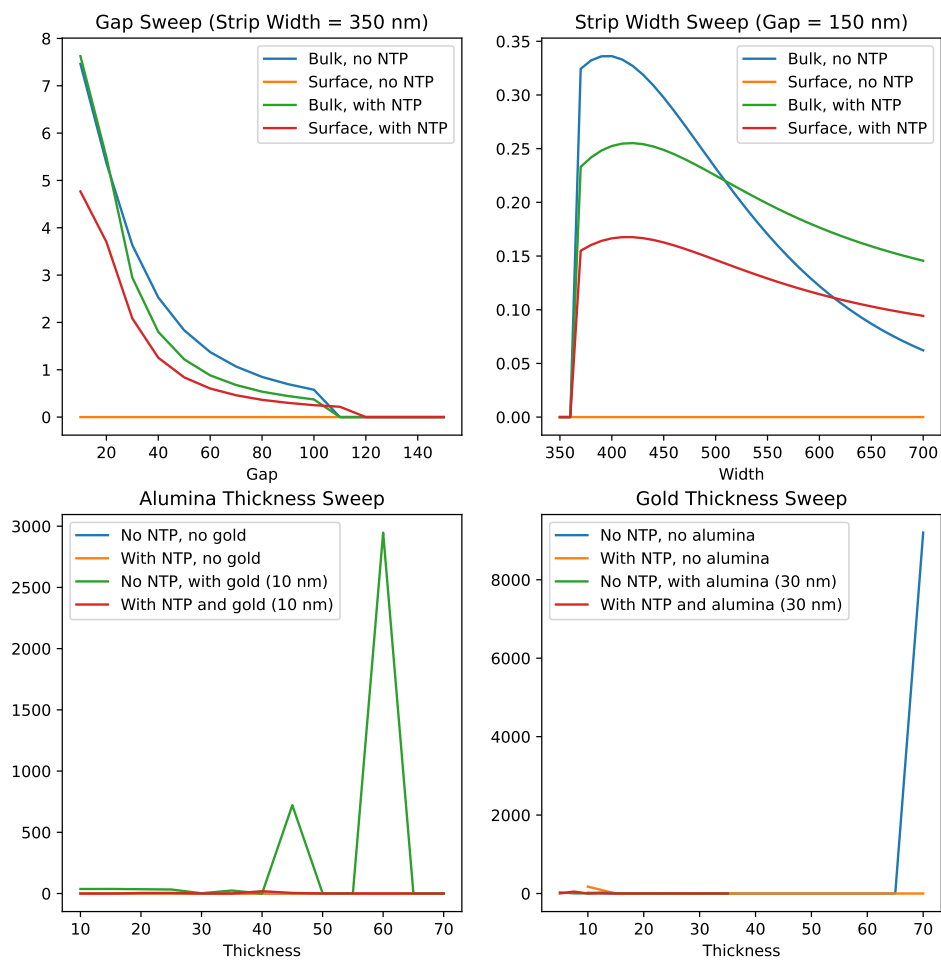 Gap Sweep (Strip Width = 350 nm)
8
7
6
5
4
3
2
1
0
20 40 60 80 100 120 140
Gap
Bulk, no NTP
Surface, no NTP
Bulk, with NTP
Surface, with NTP
Strip Width Sweep (Gap = 150 nm)
0.35
0.30
0.25
0.20
0.15
0.10
0.05
0.00
350 400 450 500 550 600 650 700
Width
Bulk, no NTP
Surface, no NTP
Bulk, with NTP
Surface, with NTP
Alumina Thickness Sweep
3000
2500
2000
1500
1000
500
0
10 20 30 40 50 60 70
Thickness
No NTP, no gold
With NTP, no gold
No NTP, with gold (10 nm)
With NTP and gold (10 nm)
Gold Thickness Sweep
8000
6000
4000
2000
0
10 20 30 40 50 60 70
Thickness
No NTP, no alumina
With NTP, no alumina
No NTP, with alumina (30 nm)
With NTP and alumina (30 nm)